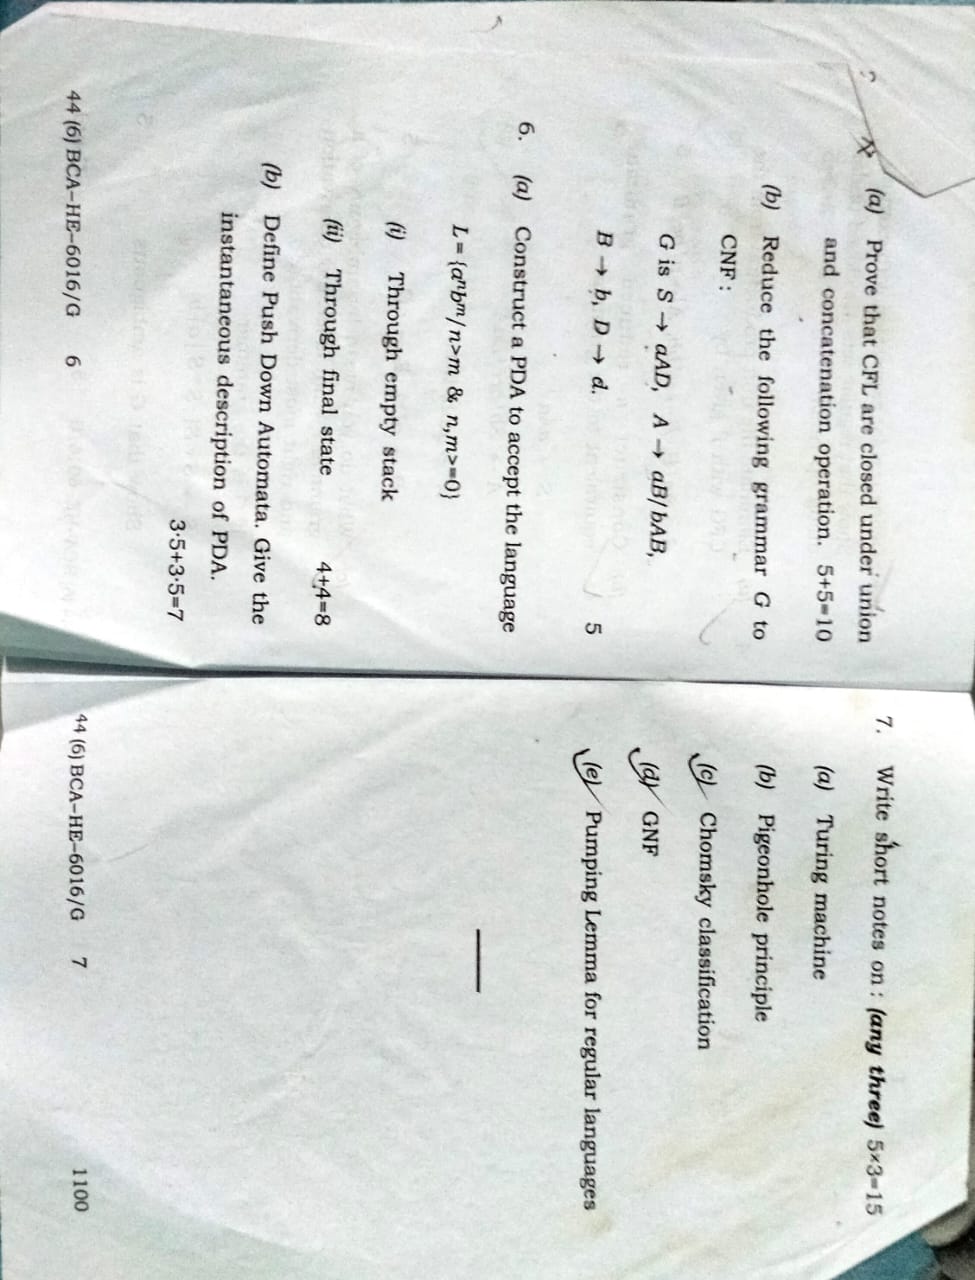 (a) Prove that CFL are closed under union
and concatenation operation. 5+5=10
(b) Reduce the following grammar G to
CNF :
G is S → aAD, A → aB/bAB,
B → b, D → d. 5
6. (a) Construct a PDA to accept the language
L = {aⁿbᵐ/n>m & n,m>=0}
(i) Through empty stack
(ii) Through final state 4+4=8
(b) Define Push Down Automata. Give the
instantaneous description of PDA.
3·5+3·5=7
44 (6) BCA-HE-6016/G 6
7. Write short notes on : (any three) 5×3=15
(a) Turing machine
(b) Pigeonhole principle
(c) Chomsky classification
(d) GNF
(e) Pumping Lemma for regular languages
44 (6) BCA-HE-6016/G 7 1100